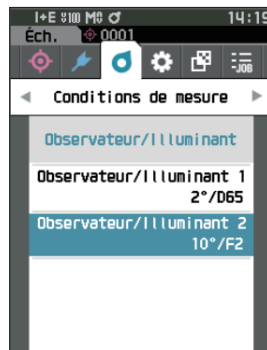 I+E M0 14:19
Éch. 0001
-JOB
Conditions de mesure
Observateur/Illuminant
Observateur/Illuminant 1
2°/D65
Observateur/Illuminant 2
10°/F2